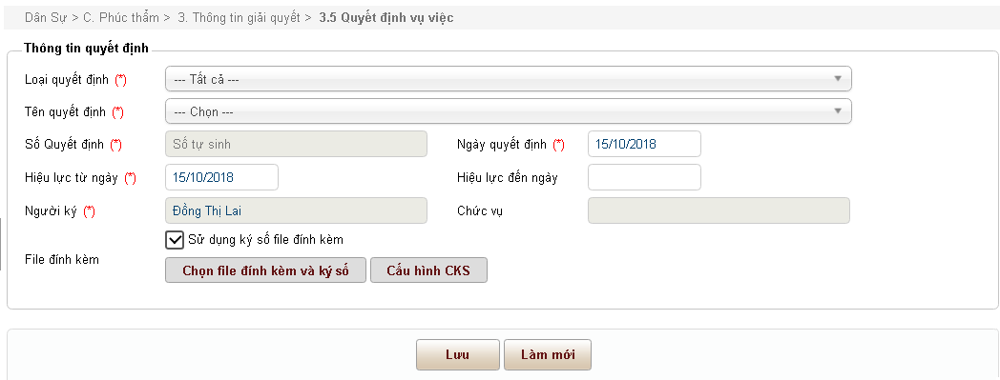 Dân Sự > C. Phúc thẩm > 3. Thông tin giải quyết > 3.5 Quyết định vụ việc
Thông tin quyết định
Loại quyết định (*) --- Tất cả ---
Tên quyết định (*) --- Chọn ---
Số Quyết định (*) Số tự sinh Ngày quyết định (*) 15/10/2018
Hiệu lực từ ngày (*) 15/10/2018 Hiệu lực đến ngày
Người ký (*) Đồng Thị Lai Chức vụ
Sử dụng ký số file đính kèm
File đính kèm
Chọn file đính kèm và ký số Cấu hình CKS
Lưu Làm mới